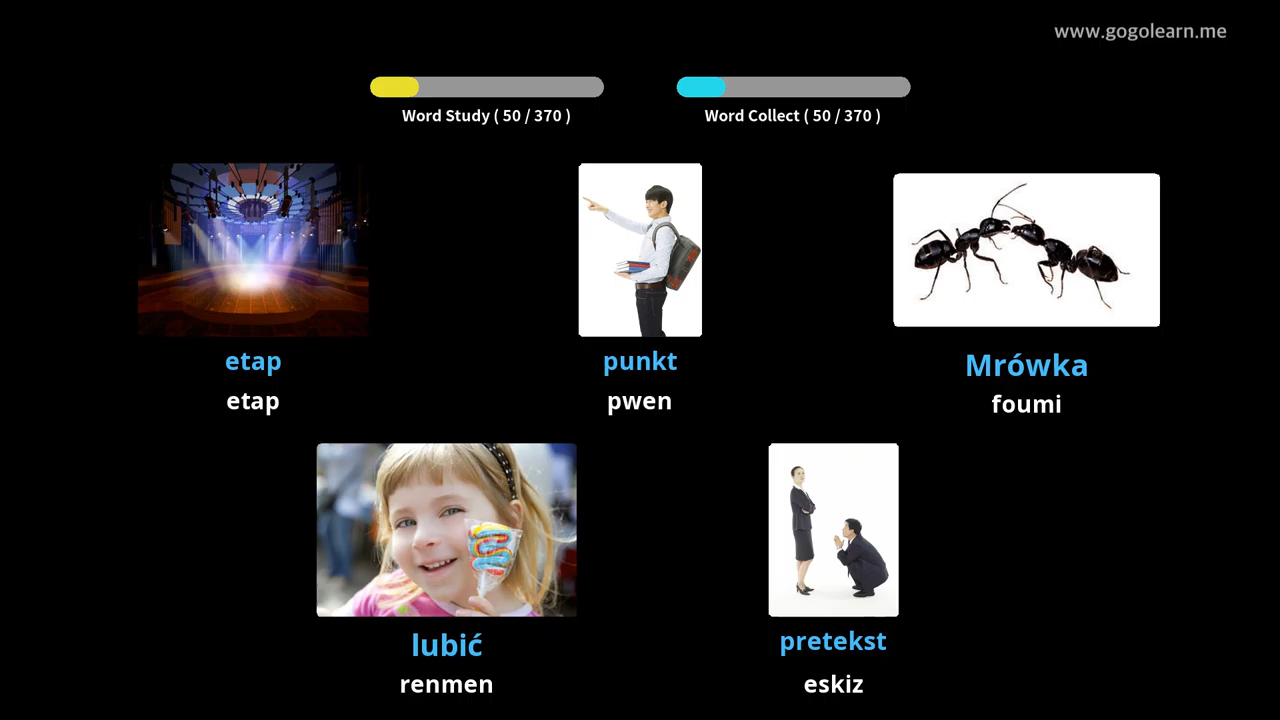 www.gogolearn.me
Word Study ( 50 / 370 )
Word Collect ( 50 / 370 )
etap
etap
punkt
pwen
Mrówka
foumi
lubić
renmen
pretekst
eskiz